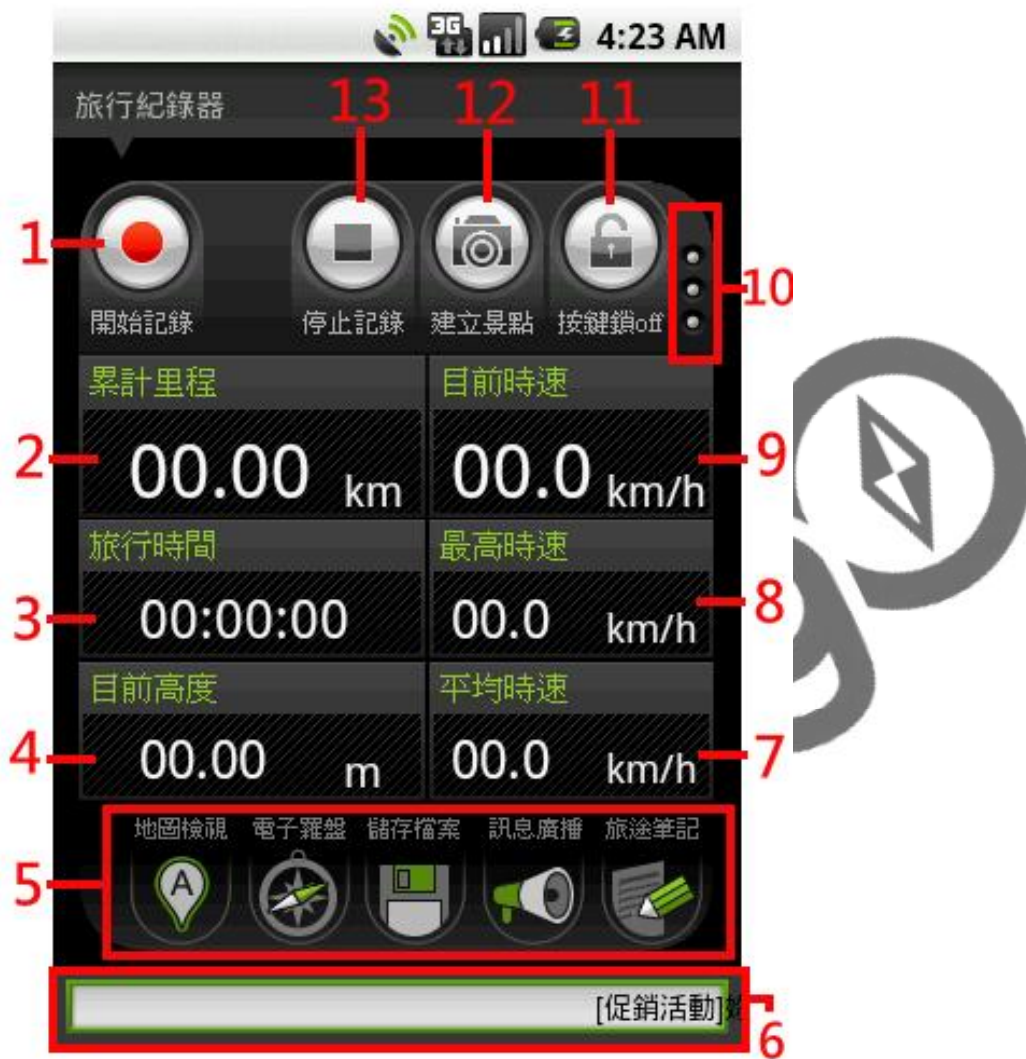 3G 4:23 AM
旅行紀錄器
13 12 11
1
10
開始記錄 停止記錄 建立景點 按鍵鎖off
累計里程 目前時速
2 00.00 km 00.0 km/h 9
旅行時間 最高時速
3 00:00:00 00.0 km/h 8
目前高度 平均時速
4 00.00 m 00.0 km/h 7
地圖檢視 電子羅盤 儲存檔案 訊息廣播 旅途筆記
5 A
[促銷活動]
6
go